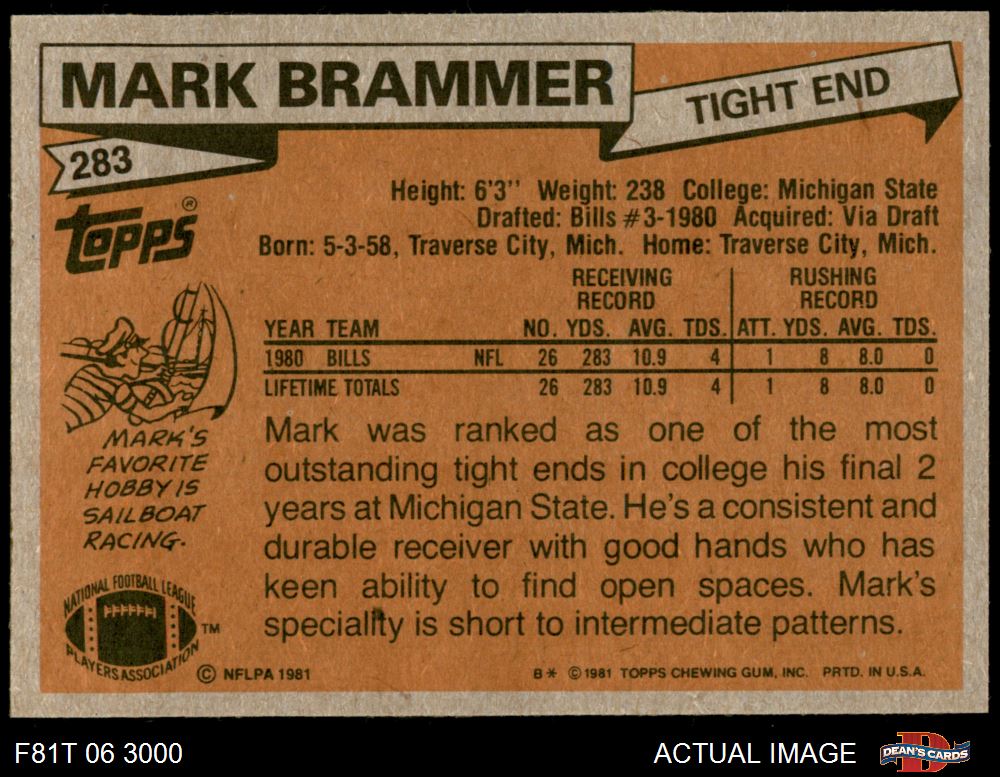 MARK BRAMMER
TIGHT END
283
TOPPS®
Height: 6'3'' Weight: 238 College: Michigan State
Drafted: Bills #3-1980 Acquired: Via Draft
Born: 5-3-58, Traverse City, Mich. Home: Traverse City, Mich.
RECEIVING RECORD RUSHING RECORD
YEAR TEAM NO. YDS. AVG. TDS. ATT. YDS. AVG. TDS.
1980 BILLS NFL 26 283 10.9 4 1 8 8.0 0
LIFETIME TOTALS 26 283 10.9 4 1 8 8.0 0
MARK'S
FAVORITE
HOBBY IS
SAILBOAT
RACING.
Mark was ranked as one of the most
outstanding tight ends in college his final 2
years at Michigan State. He's a consistent and
durable receiver with good hands who has
keen ability to find open spaces. Mark's
speciality is short to intermediate patterns.
NATIONAL FOOTBALL LEAGUE
PLAYERS ASSOCIATION
TM
© NFLPA 1981
B* © 1981 TOPPS CHEWING GUM, INC. PRTD. IN U.S.A.
F81T 06 3000
ACTUAL IMAGE
DEAN'S CARDS